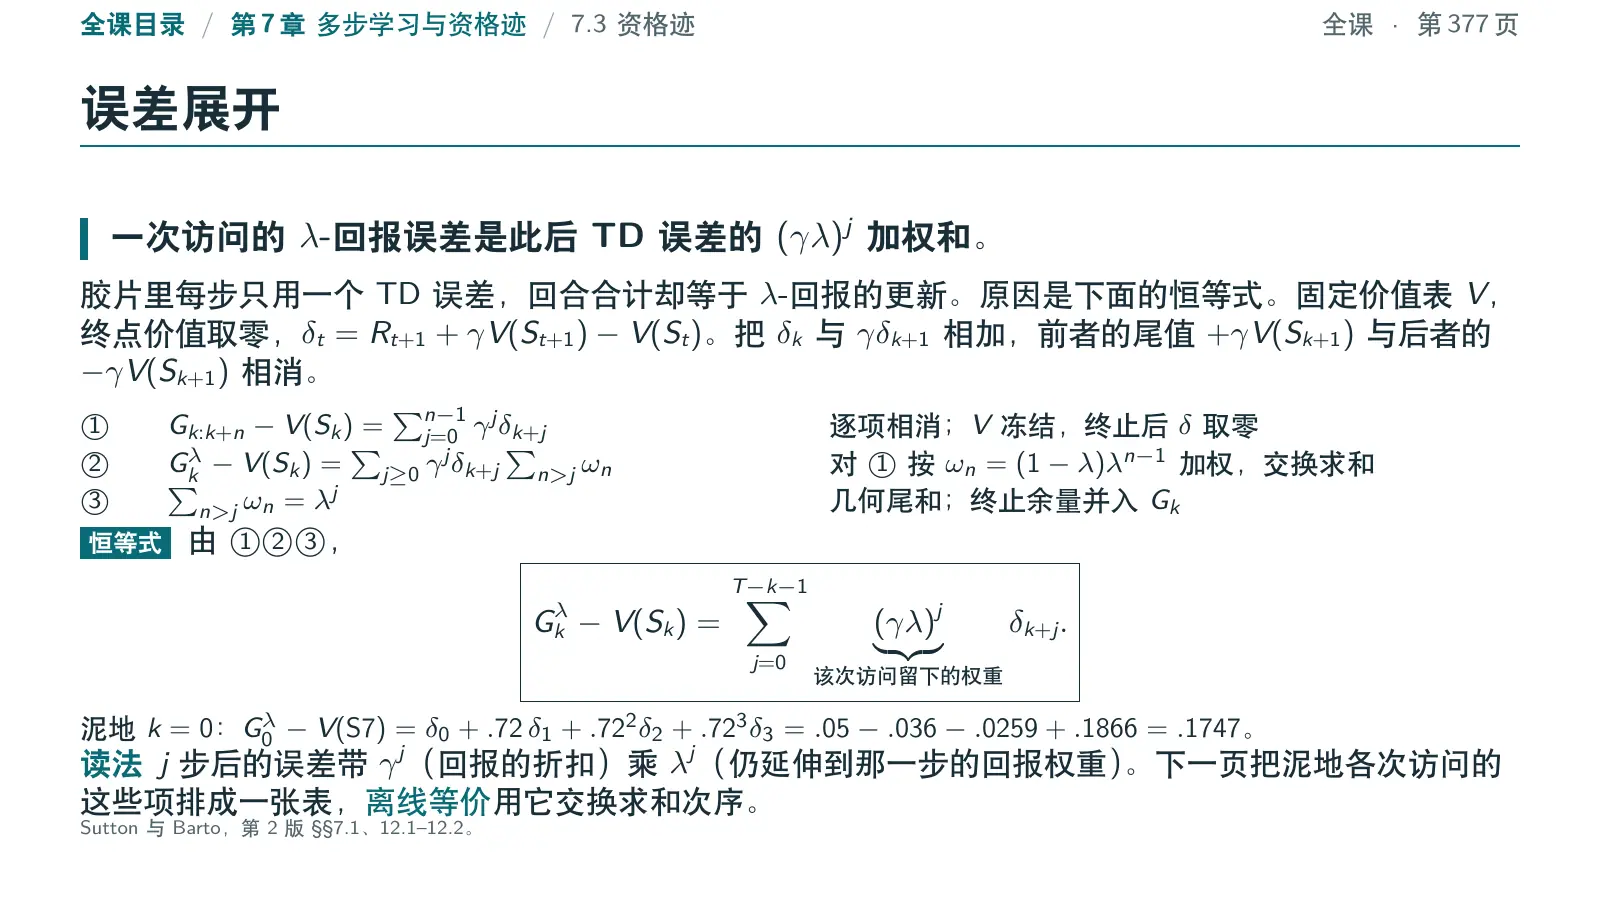 全课目录 / 第7章 多步学习与资格迹 / 7.3 资格迹
全课 · 第377页
误差展开
一次访问的 λ-回报误差是此后 TD 误差的 (γλ)^j 加权和。
胶片里每步只用一个 TD 误差，回合合计却等于 λ-回报的更新。原因是下面的恒等式。固定价值表 V，
终点价值取零，δ_t = R_{t+1} + γV(S_{t+1}) − V(S_t)。把 δ_k 与 γδ_{k+1} 相加，前者的尾值 +γV(S_{k+1}) 与后者的
−γV(S_{k+1}) 相消。
① G_{k:k+n} − V(S_k) = ∑_{j=0}^{n−1} γ^j δ_{k+j} 逐项相消；V 冻结，终止后 δ 取零
② G_k^λ − V(S_k) = ∑_{j≥0} γ^j δ_{k+j} ∑_{n>j} ω_n 对 ① 按 ω_n = (1 − λ)λ^{n−1} 加权，交换求和
③ ∑_{n>j} ω_n = λ^j 几何尾和；终止余量并入 G_k
恒等式 由 ①②③，
G_k^λ − V(S_k) = ∑_{j=0}^{T−k−1} (γλ)^j δ_{k+j}.
该次访问留下的权重
泥地 k = 0：G_0^λ − V(S7) = δ_0 + .72 δ_1 + .72^2 δ_2 + .72^3 δ_3 = .05 − .036 − .0259 + .1866 = .1747。
读法 j 步后的误差带 γ^j（回报的折扣）乘 λ^j（仍延伸到那一步的回报权重）。下一页把泥地各次访问的
这些项排成一张表，离线等价用它交换求和次序。
Sutton 与 Barto，第 2 版 §§7.1、12.1–12.2。